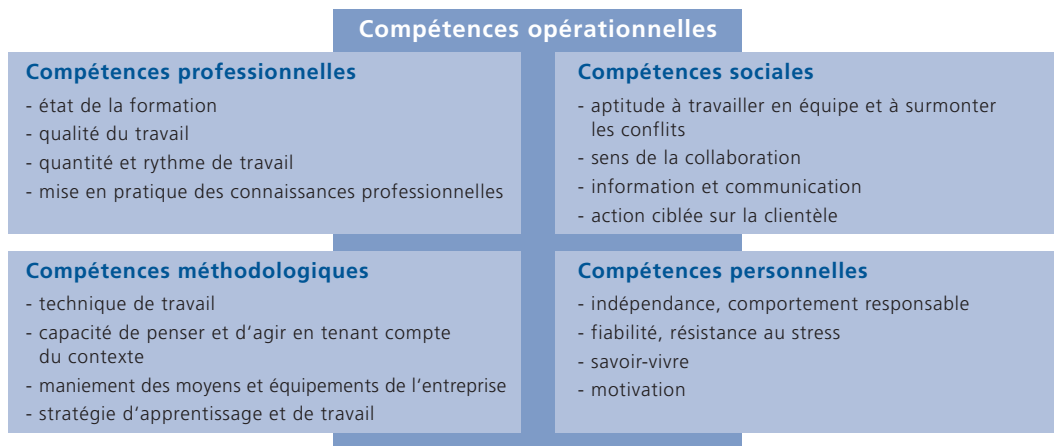 Compétences opérationnelles
Compétences professionnelles
- état de la formation
- qualité du travail
- quantité et rythme de travail
- mise en pratique des connaissances professionnelles
Compétences sociales
- aptitude à travailler en équipe et à surmonter
les conflits
- sens de la collaboration
- information et communication
- action ciblée sur la clientèle
Compétences méthodologiques
- technique de travail
- capacité de penser et d‘agir en tenant compte
du contexte
- maniement des moyens et équipements de l‘entreprise
- stratégie d‘apprentissage et de travail
Compétences personnelles
- indépendance, comportement responsable
- fiabilité, résistance au stress
- savoir-vivre
- motivation